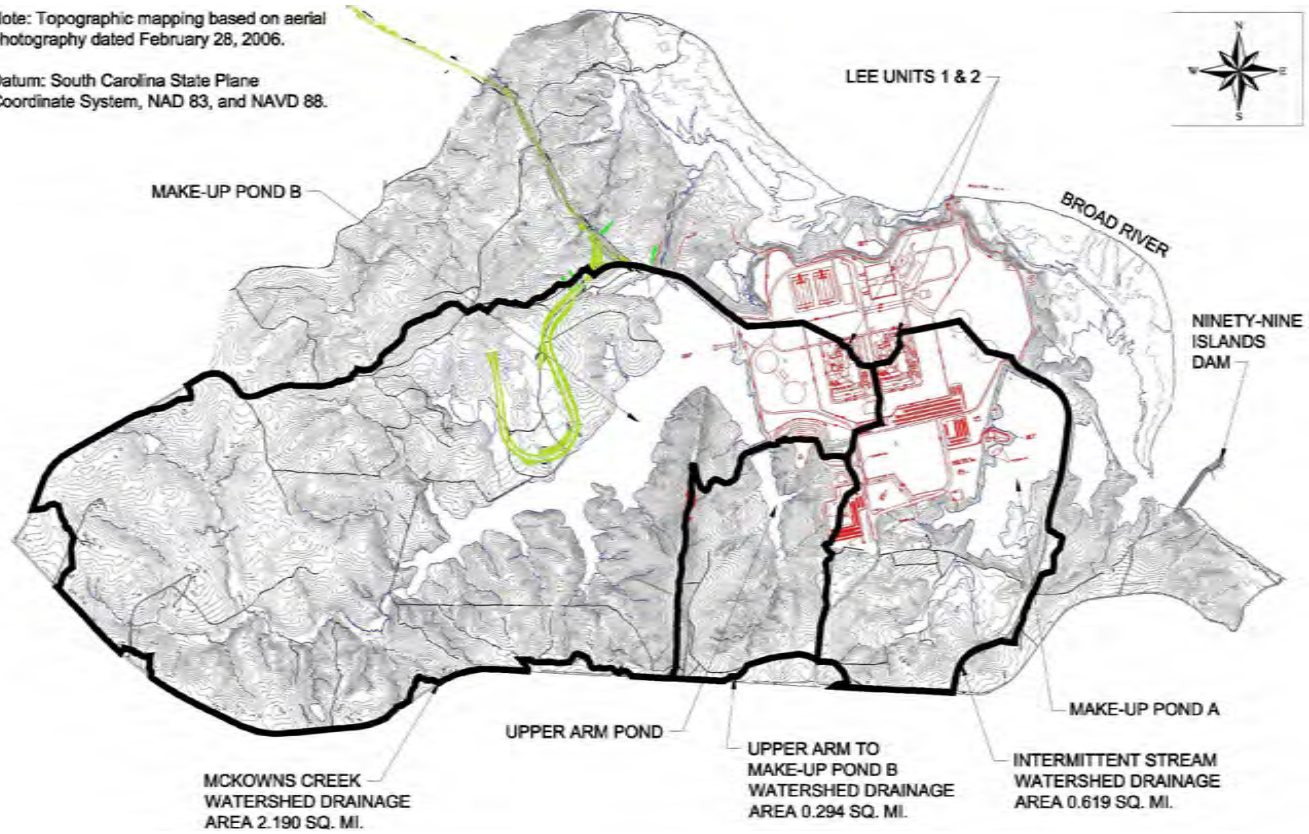 ote: Topographic mapping based on aerial
hotography dated February 28, 2006.
Datum: South Carolina State Plane
Coordinate System, NAD 83, and NAVD 88.
N
W
E
S
LEE UNITS 1 & 2
MAKE-UP POND B
BROAD RIVER
NINETY-NINE
ISLANDS
DAM
MAKE-UP POND A
UPPER ARM POND
UPPER ARM TO
MAKE-UP POND B
WATERSHED DRAINAGE
AREA 0.294 SQ. MI.
INTERMITTENT STREAM
WATERSHED DRAINAGE
AREA 0.619 SQ. MI.
MCKOWNS CREEK
WATERSHED DRAINAGE
AREA 2.190 SQ. MI.